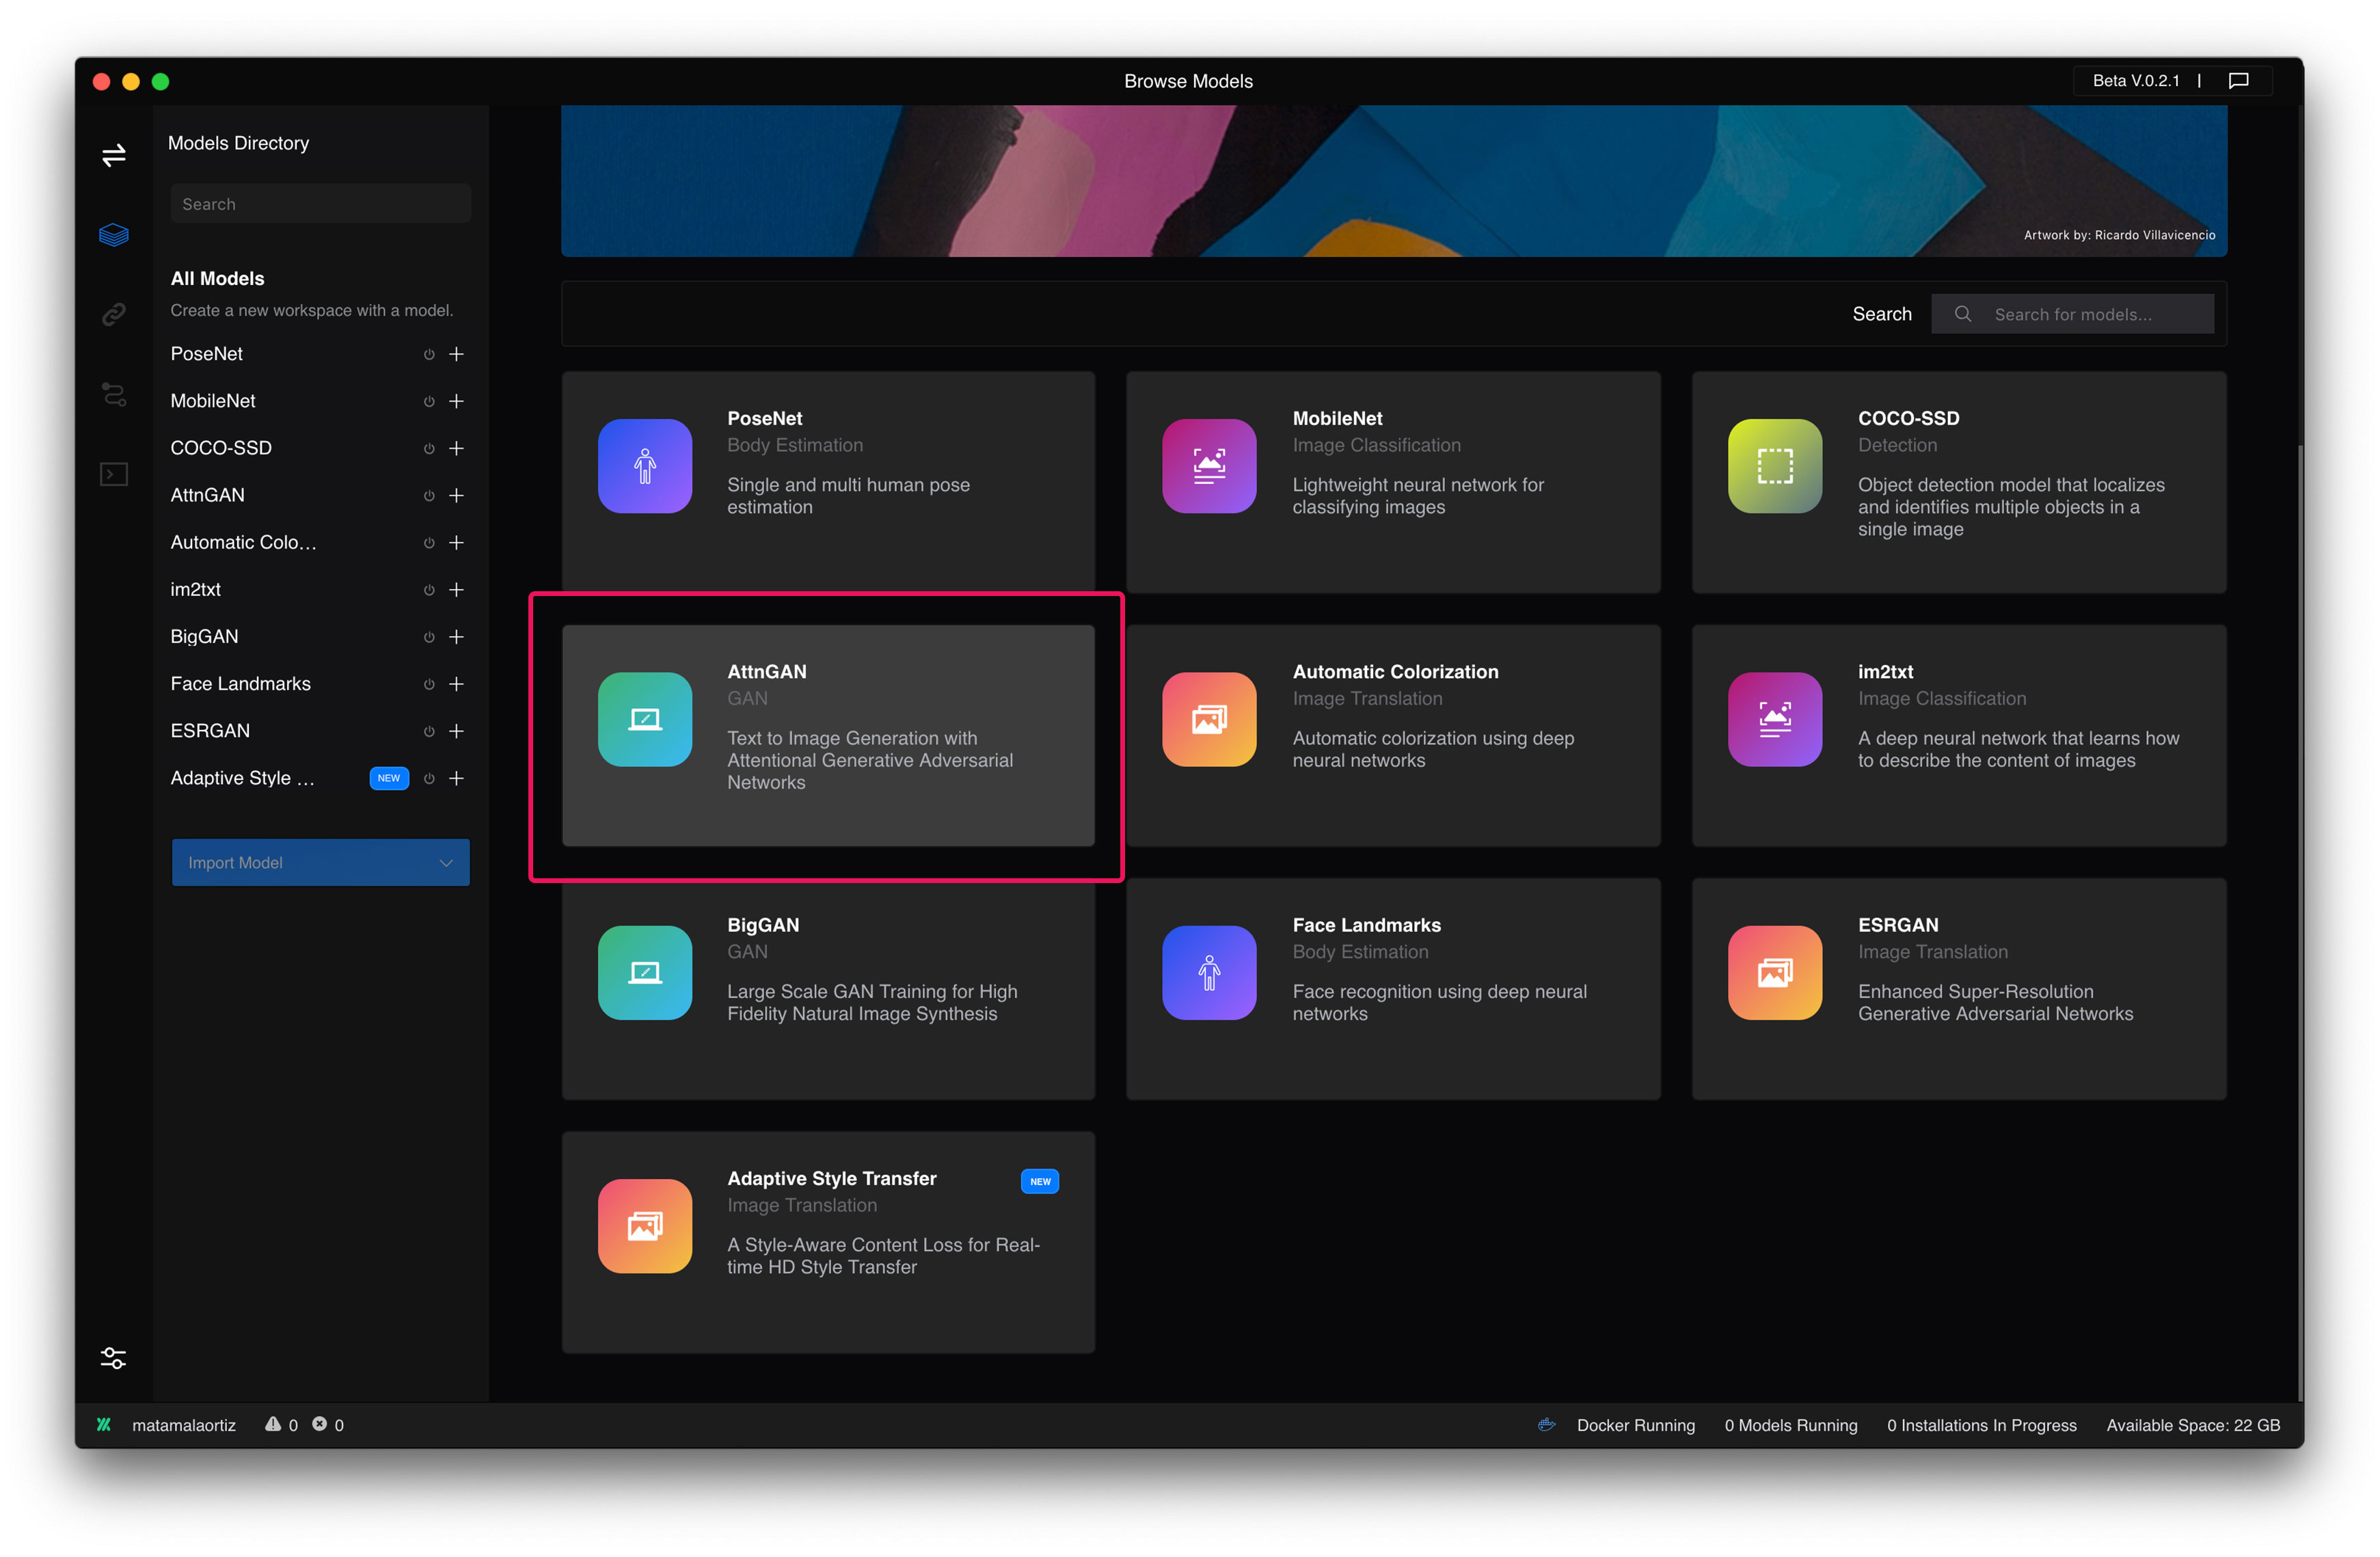 Browse Models
Beta V.0.2.1 |
Models Directory
Search
All Models
Create a new workspace with a model.
PoseNet
MobileNet
COCO-SSD
AttnGAN
Automatic Colo...
im2txt
BigGAN
Face Landmarks
ESRGAN
Adaptive Style ... NEW
Import Model
Artwork by: Ricardo Villavicencio
Search Search for models...
PoseNet
Body Estimation
Single and multi human pose
estimation
MobileNet
Image Classification
Lightweight neural network for
classifying images
COCO-SSD
Detection
Object detection model that localizes
and identifies multiple objects in a
single image
AttnGAN
GAN
Text to Image Generation with
Attentional Generative Adversarial
Networks
Automatic Colorization
Image Translation
Automatic colorization using deep
neural networks
im2txt
Image Classification
A deep neural network that learns how
to describe the content of images
BigGAN
GAN
Large Scale GAN Training for High
Fidelity Natural Image Synthesis
Face Landmarks
Body Estimation
Face recognition using deep neural
networks
ESRGAN
Image Translation
Enhanced Super-Resolution
Generative Adversarial Networks
Adaptive Style Transfer NEW
Image Translation
A Style-Aware Content Loss for Real-
time HD Style Transfer
matamalaortiz 0 0 Docker Running 0 Models Running 0 Installations In Progress Available Space: 22 GB